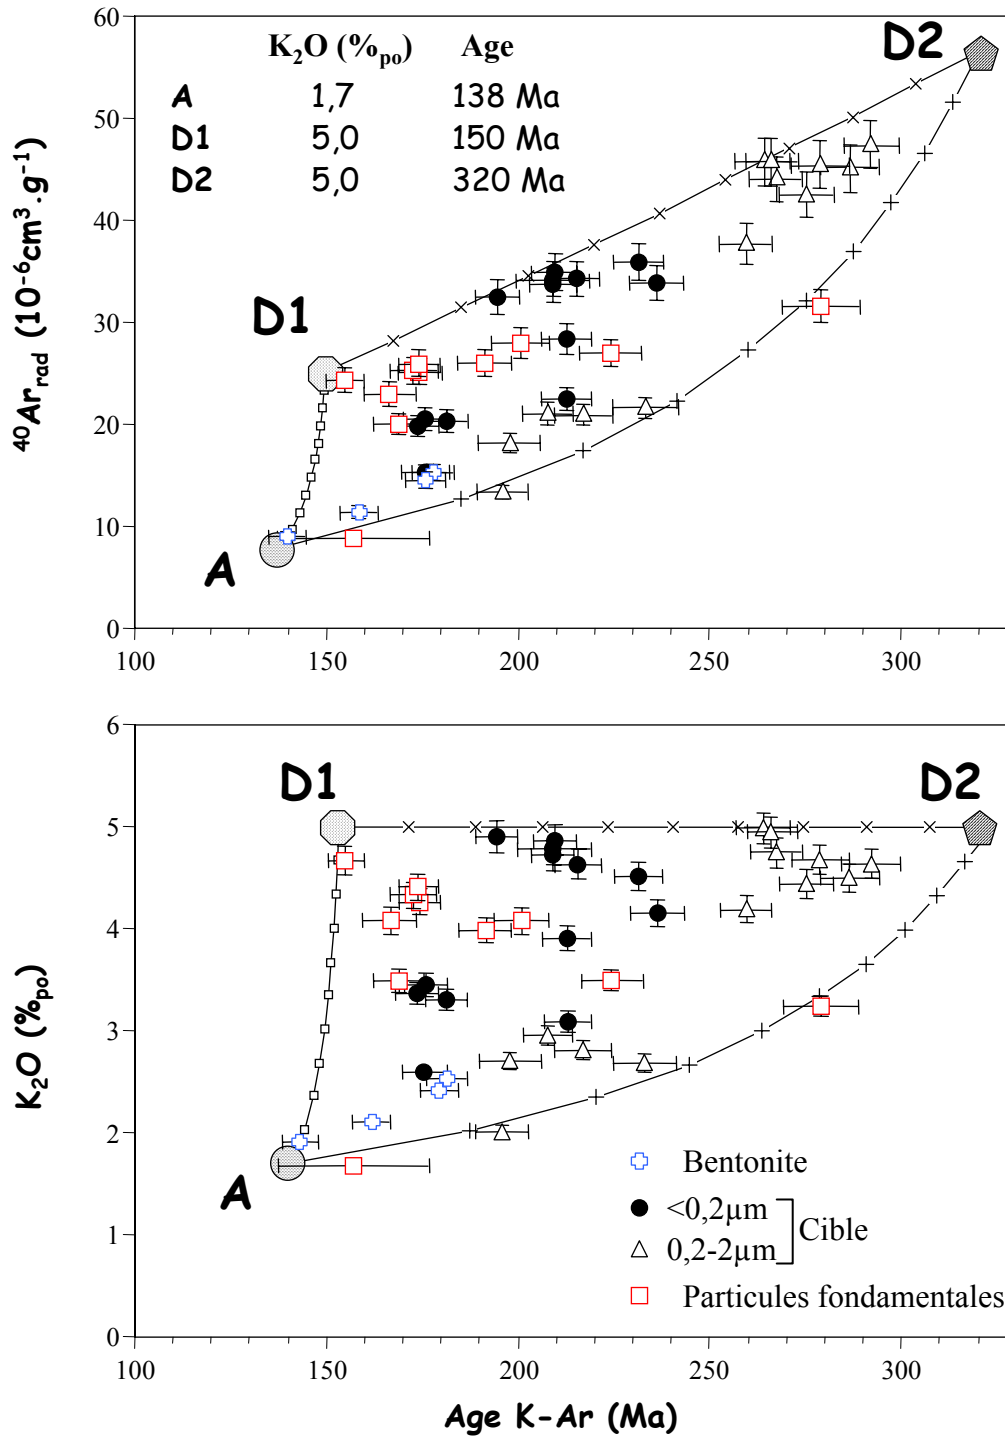 60
50
40
30
20
10
0
⁴⁰Ar_rad (10⁻⁶cm³.g⁻¹)
K₂O (%po) Age
A 1,7 138 Ma
D1 5,0 150 Ma
D2 5,0 320 Ma
D2
D1
A
100 150 200 250 300
6
5
4
3
2
1
0
K₂O (%po)
D1 D2
A
Bentonite
<0,2µm
0,2-2µm
Cible
Particules fondamentales
100 150 200 250 300
Age K-Ar (Ma)